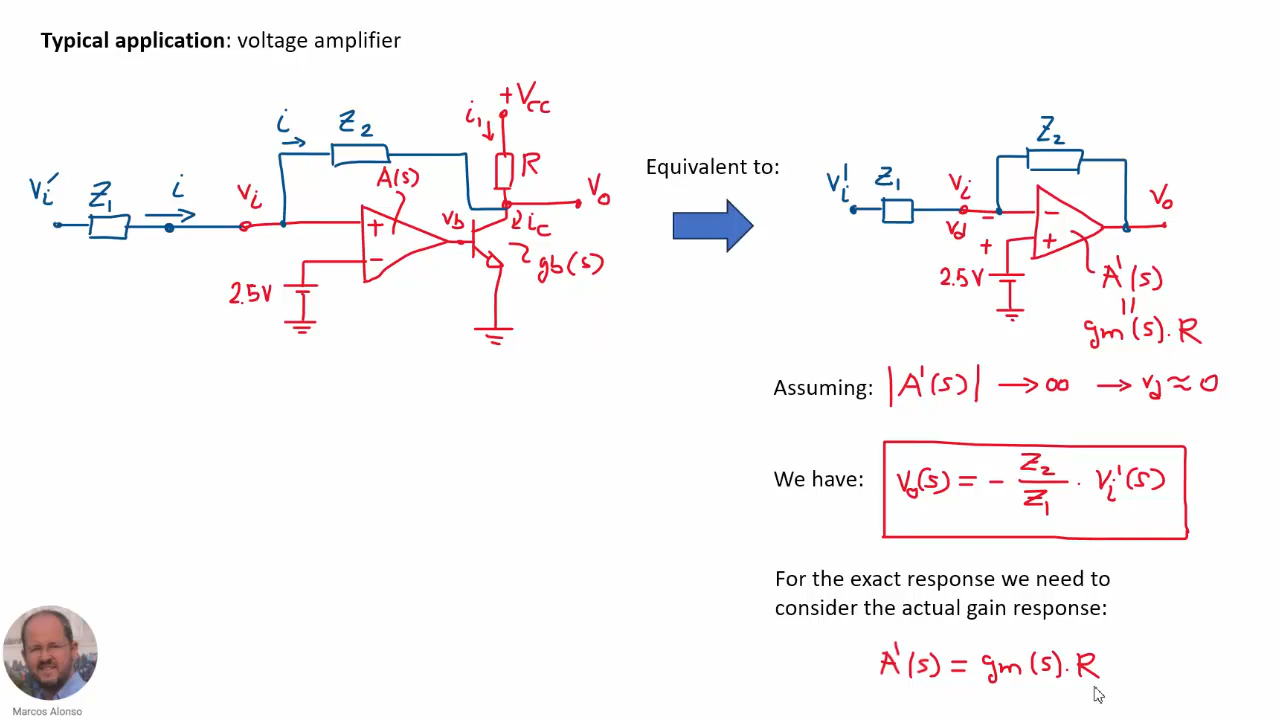 Typical application: voltage amplifier
+Vcc
i₁
R
i
Z₂
A(s)
Vi'
Z₁
i
Vi
Vb
Vo
ic
gb(s)
+
−
2.5V
Equivalent to:
Z₂
Vi'
Z₁
Vi
Vo
−
Vd
+
−
+
2.5V
A'(s)
=
gm(s).R
Assuming: |A'(s)| → ∞ → vd ≈ 0
We have: Vo(s) = - Z₂/Z₁ · Vi'(s)
For the exact response we need to
consider the actual gain response:
A'(s) = gm(s).R
Marcos Alonso